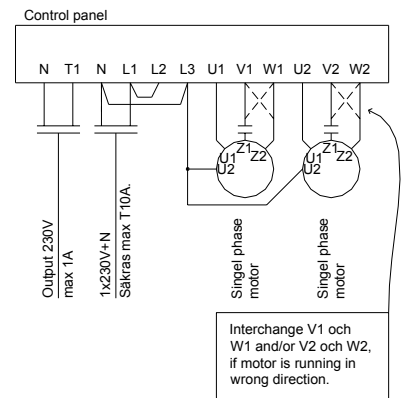 Control panel
N T1 N L1 L2 L3 U1 V1 W1 U2 V2 W2
U1 Z1 Z2
U2
U1 Z1 Z2
U2
Output 230V
max 1A
1x230V+N
Säkras max T10A.
Singel phase
motor
Singel phase
motor
Interchange V1 och
W1 and/or V2 och W2,
if motor is running in
wrong direction.